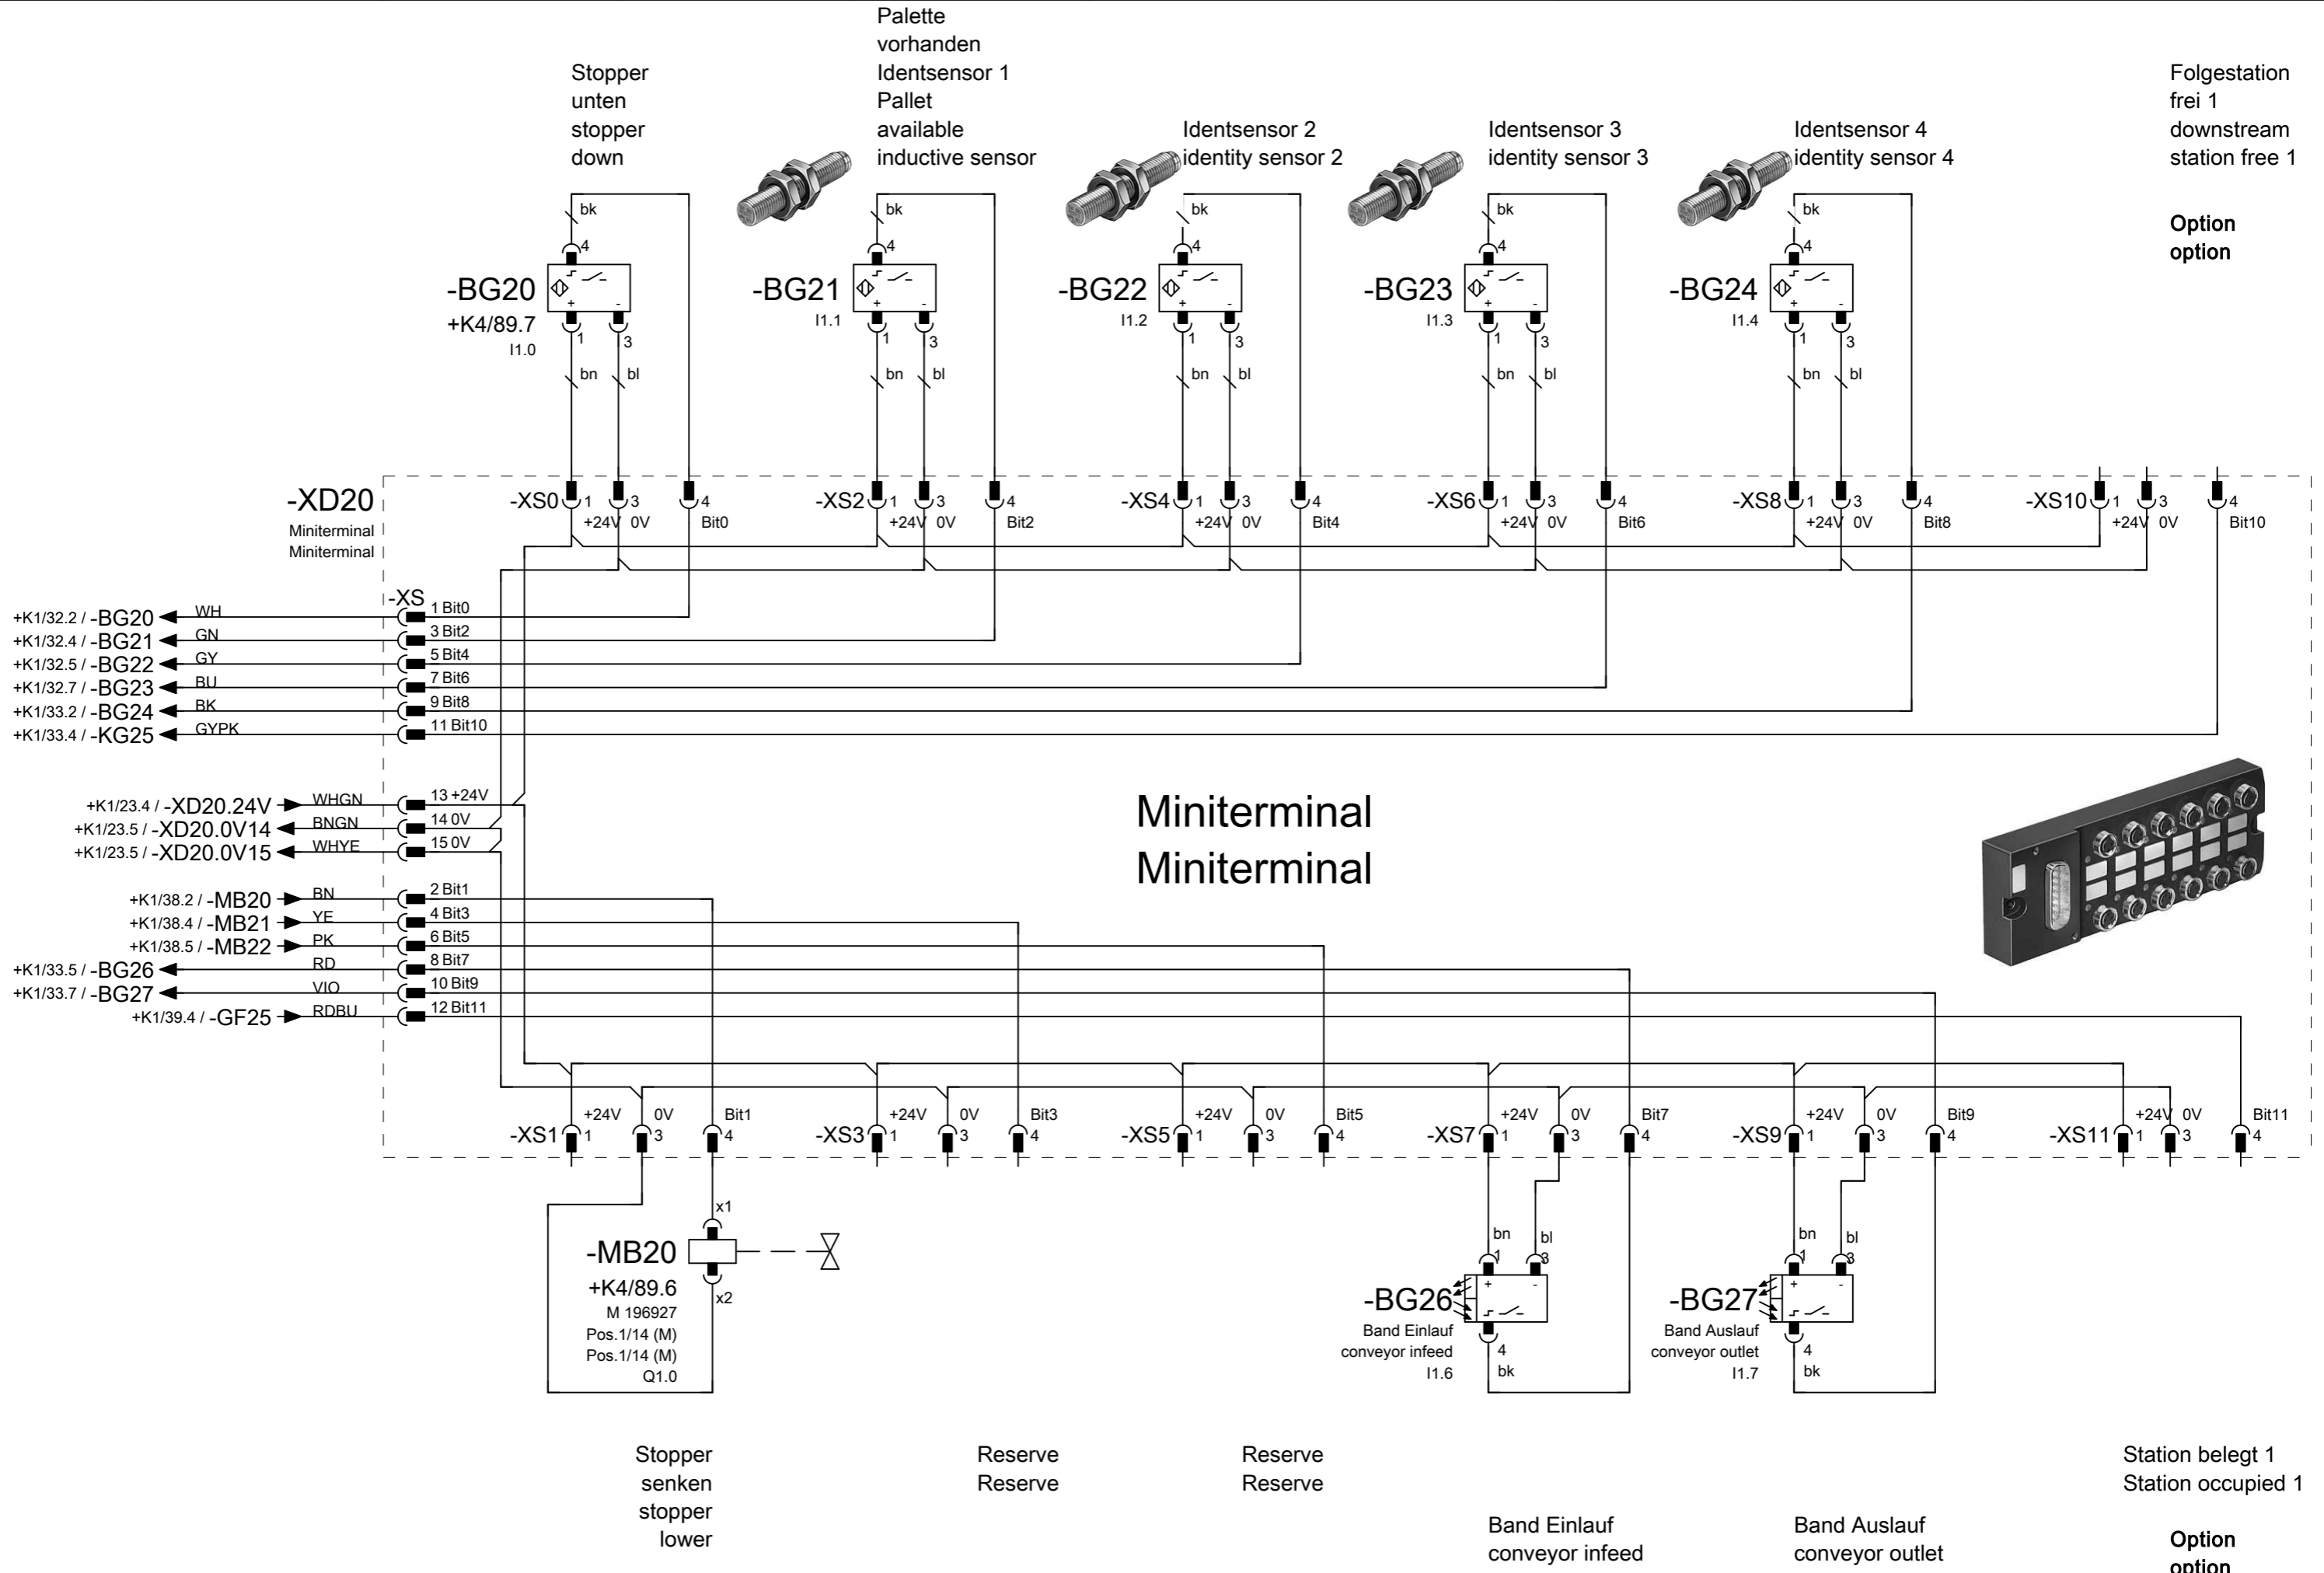 Palette
vorhanden
Stopper
unten
stopper
down
Identsensor 1
Pallet
available
inductive sensor
Identsensor 2
identity sensor 2
Identsensor 3
identity sensor 3
Identsensor 4
identity sensor 4
Folgestation
frei 1
downstream
station free 1
Option
option
bk bk bk bk bk
4 4 4 4 4
-BG20 + -
+K4/89.7
I1.0
-BG21 + -
I1.1
-BG22 + -
I1.2
-BG23 + -
I1.3
-BG24 + -
I1.4
1 3 1 3 1 3 1 3 1 3
bn bl bn bl bn bl bn bl bn bl
-XD20
Miniterminal
Miniterminal
-XS0 1 3 4
+24V 0V Bit0
-XS2 1 3 4
+24V 0V Bit2
-XS4 1 3 4
+24V 0V Bit4
-XS6 1 3 4
+24V 0V Bit6
-XS8 1 3 4
+24V 0V Bit8
-XS10 1 3 4
+24V 0V Bit10
-XS
+K1/32.2 / -BG20 WH 1 Bit0
+K1/32.4 / -BG21 GN 3 Bit2
+K1/32.5 / -BG22 GY 5 Bit4
+K1/32.7 / -BG23 BU 7 Bit6
+K1/33.2 / -BG24 BK 9 Bit8
+K1/33.4 / -KG25 GYPK 11 Bit10
+K1/23.4 / -XD20.24V WHGN 13 +24V
+K1/23.5 / -XD20.0V14 BNGN 14 0V
+K1/23.5 / -XD20.0V15 WHYE 15 0V
Miniterminal
Miniterminal
+K1/38.2 / -MB20 BN 2 Bit1
+K1/38.4 / -MB21 YE 4 Bit3
+K1/38.5 / -MB22 PK 6 Bit5
+K1/33.5 / -BG26 RD 8 Bit7
+K1/33.7 / -BG27 VIO 10 Bit9
+K1/39.4 / -GF25 RDBU 12 Bit11
+24V 0V Bit1
-XS1 1 3 4
+24V 0V Bit3
-XS3 1 3 4
+24V 0V Bit5
-XS5 1 3 4
+24V 0V Bit7
-XS7 1 3 4
+24V 0V Bit9
-XS9 1 3 4
+24V 0V Bit11
-XS11 1 3 4
x1
-MB20
+K4/89.6
x2
M 196927
Pos.1/14 (M)
Pos.1/14 (M)
Q1.0
bn bl
1 3
+ -
-BG26
Band Einlauf
conveyor infeed
I1.6
4
bk
bn bl
1 3
+ -
-BG27
Band Auslauf
conveyor outlet
I1.7
4
bk
Stopper
senken
stopper
lower
Reserve
Reserve
Reserve
Reserve
Band Einlauf
conveyor infeed
Band Auslauf
conveyor outlet
Station belegt 1
Station occupied 1
Option
option